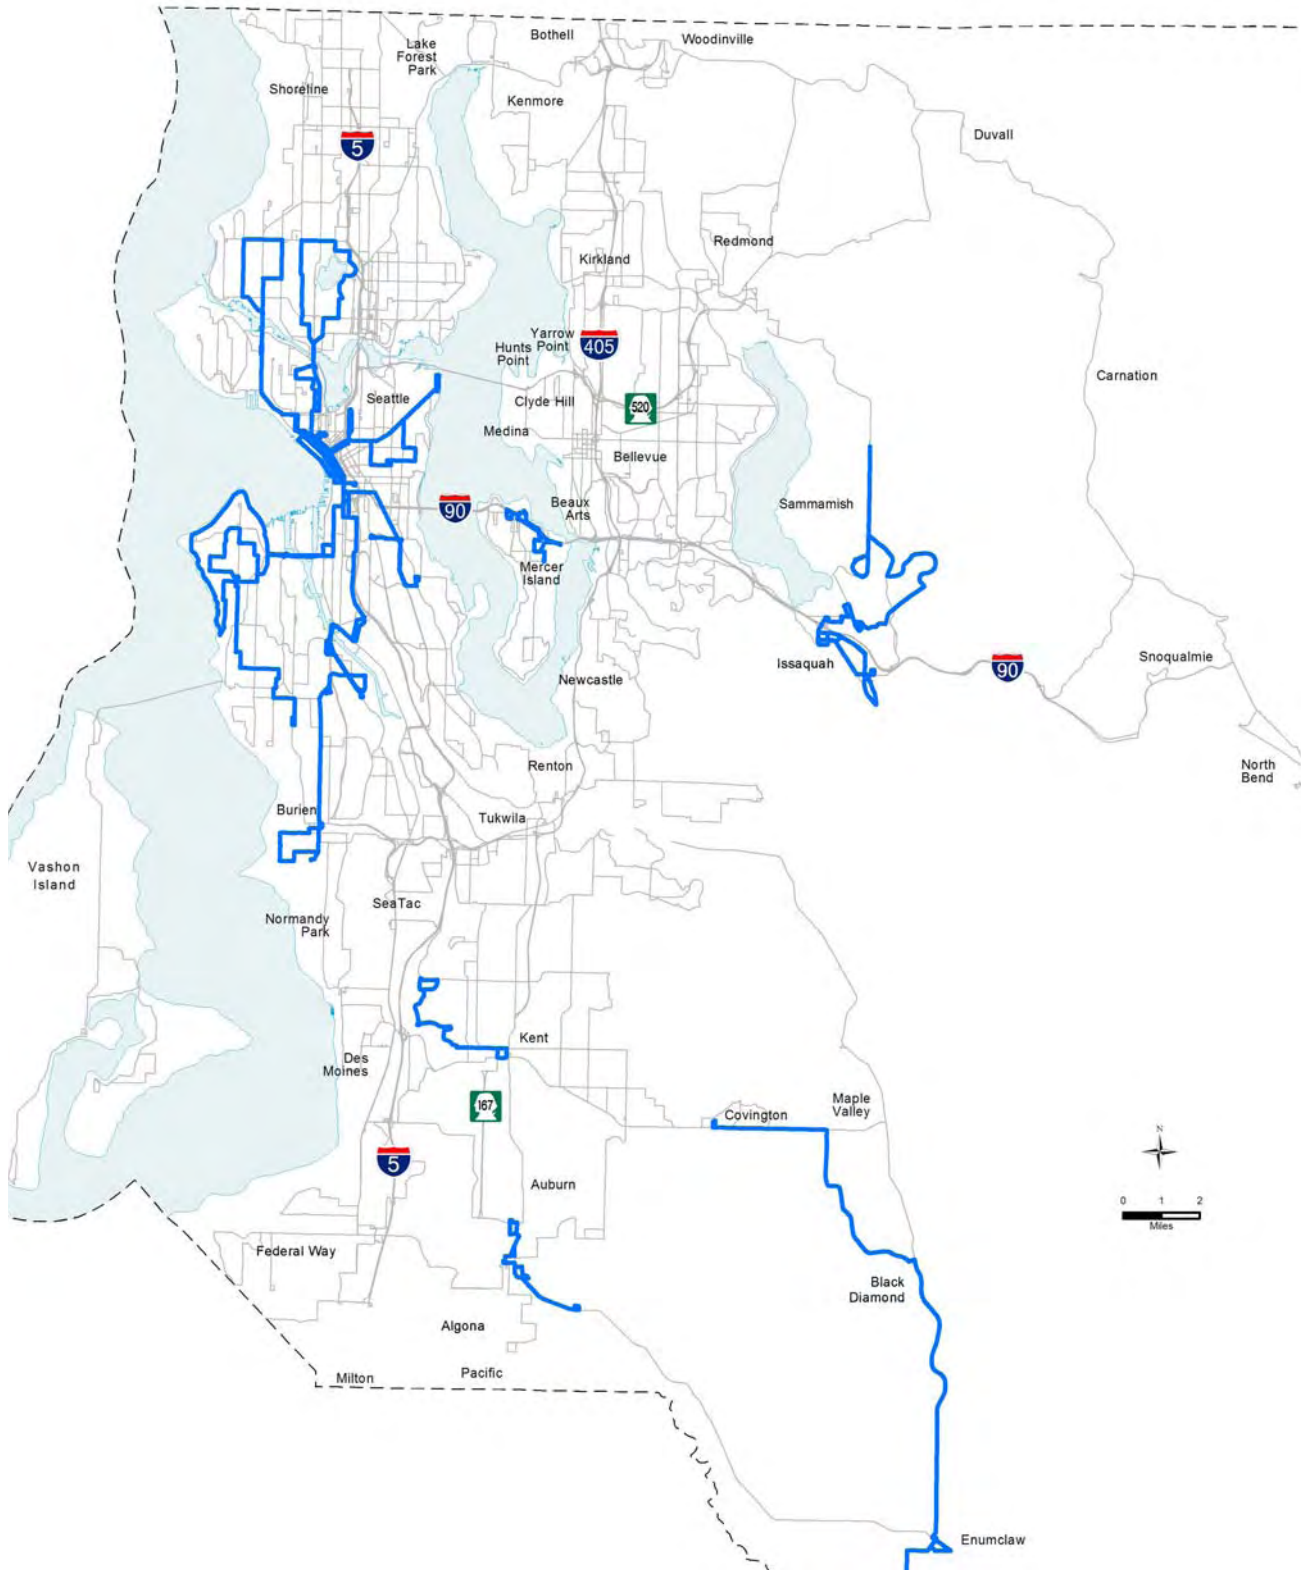 Bothell
Woodinville
Lake
Forest
Park
Shoreline
Kenmore
5
Duvall
Redmond
Kirkland
Yarrow
Point
Hunts
Point
405
Carnation
Seattle
Clyde Hill
520
Medina
Bellevue
90
Beaux
Arts
Sammamish
Mercer
Island
Issaquah
90
Snoqualmie
Newcastle
Renton
North
Bend
Burien
Tukwila
Vashon
Island
SeaTac
Normandy
Park
Kent
Des
Moines
167
Covington
Maple
Valley
N
5
Auburn
0 1 2
Miles
Federal Way
Black
Diamond
Algona
Milton
Pacific
Enumclaw